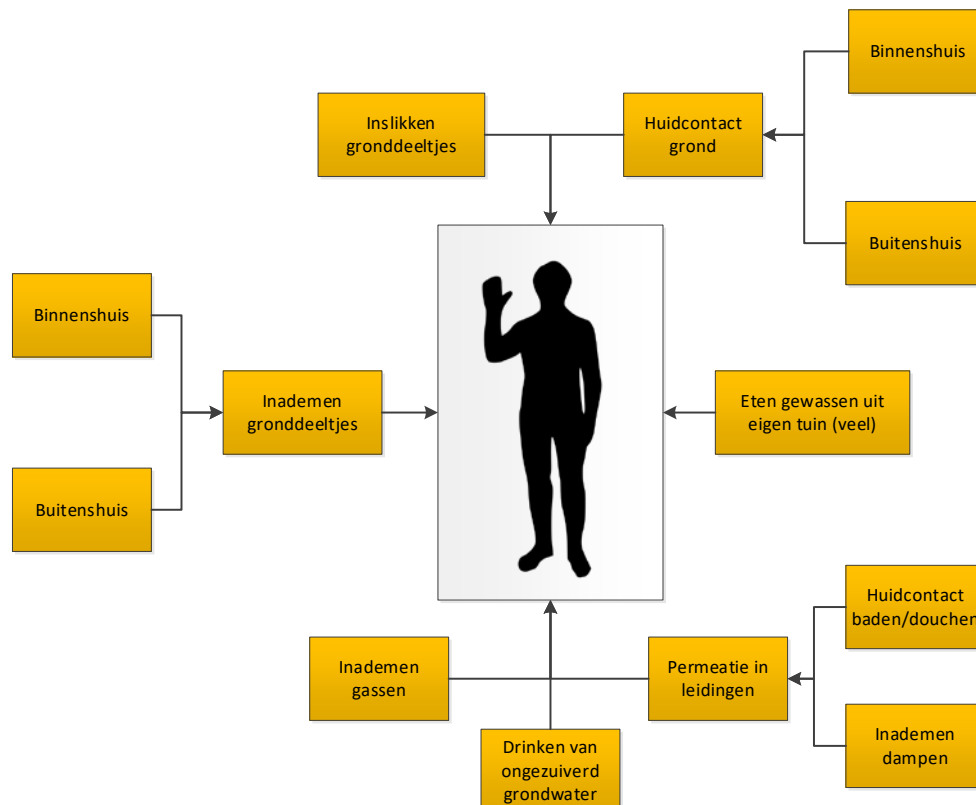 Binnenshuis
Inslikken
gronddeeltjes
Huidcontact
grond
Buitenshuis
Binnenshuis
Inademen
gronddeeltjes
Eten gewassen uit
eigen tuin (veel)
Buitenshuis
Huidcontact
baden/douchen
Inademen
gassen
Permeatie in
leidingen
Inademen
dampen
Drinken van
ongezuiverd
grondwater